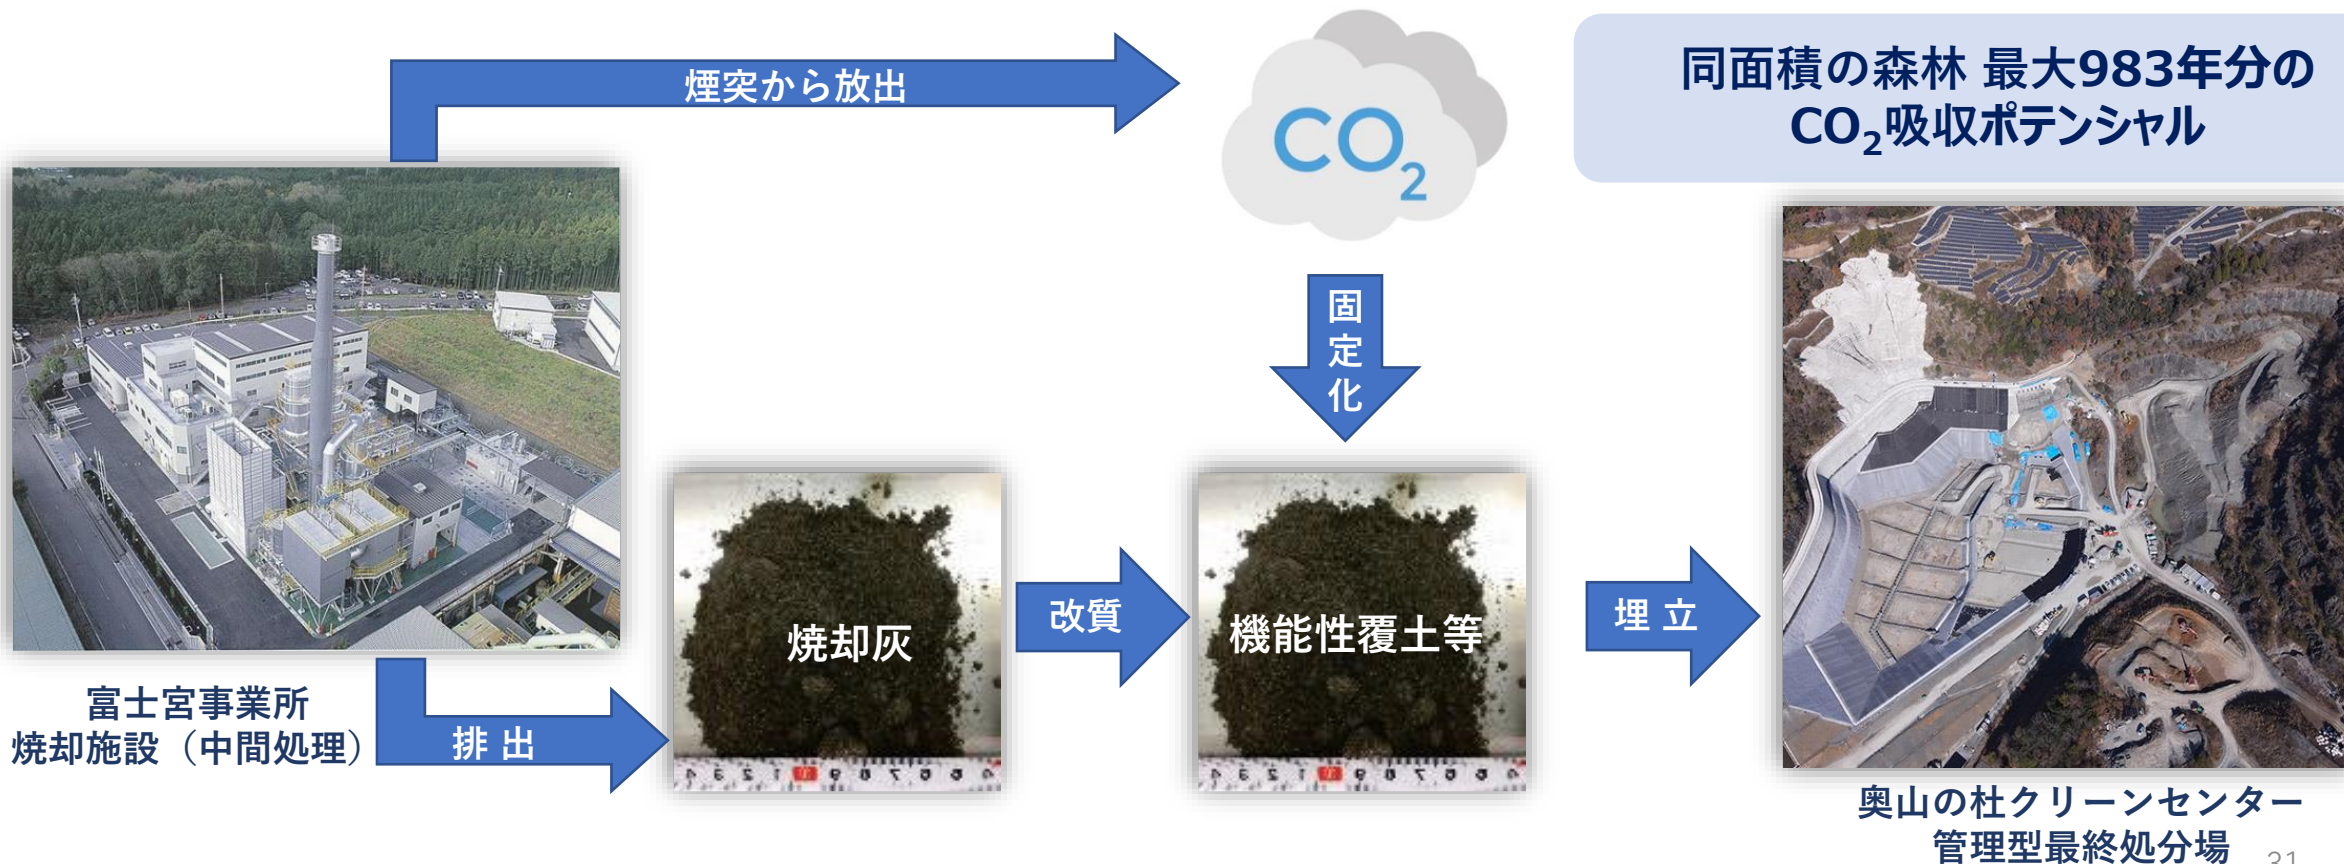 煙突から放出
CO2
同面積の森林 最大983年分の
CO2吸収ポテンシャル
固
定
化
焼却灰
改質
機能性覆土等
埋 立
富士宮事業所
焼却施設（中間処理）
排 出
奥山の杜クリーンセンター
管理型最終処分場
31